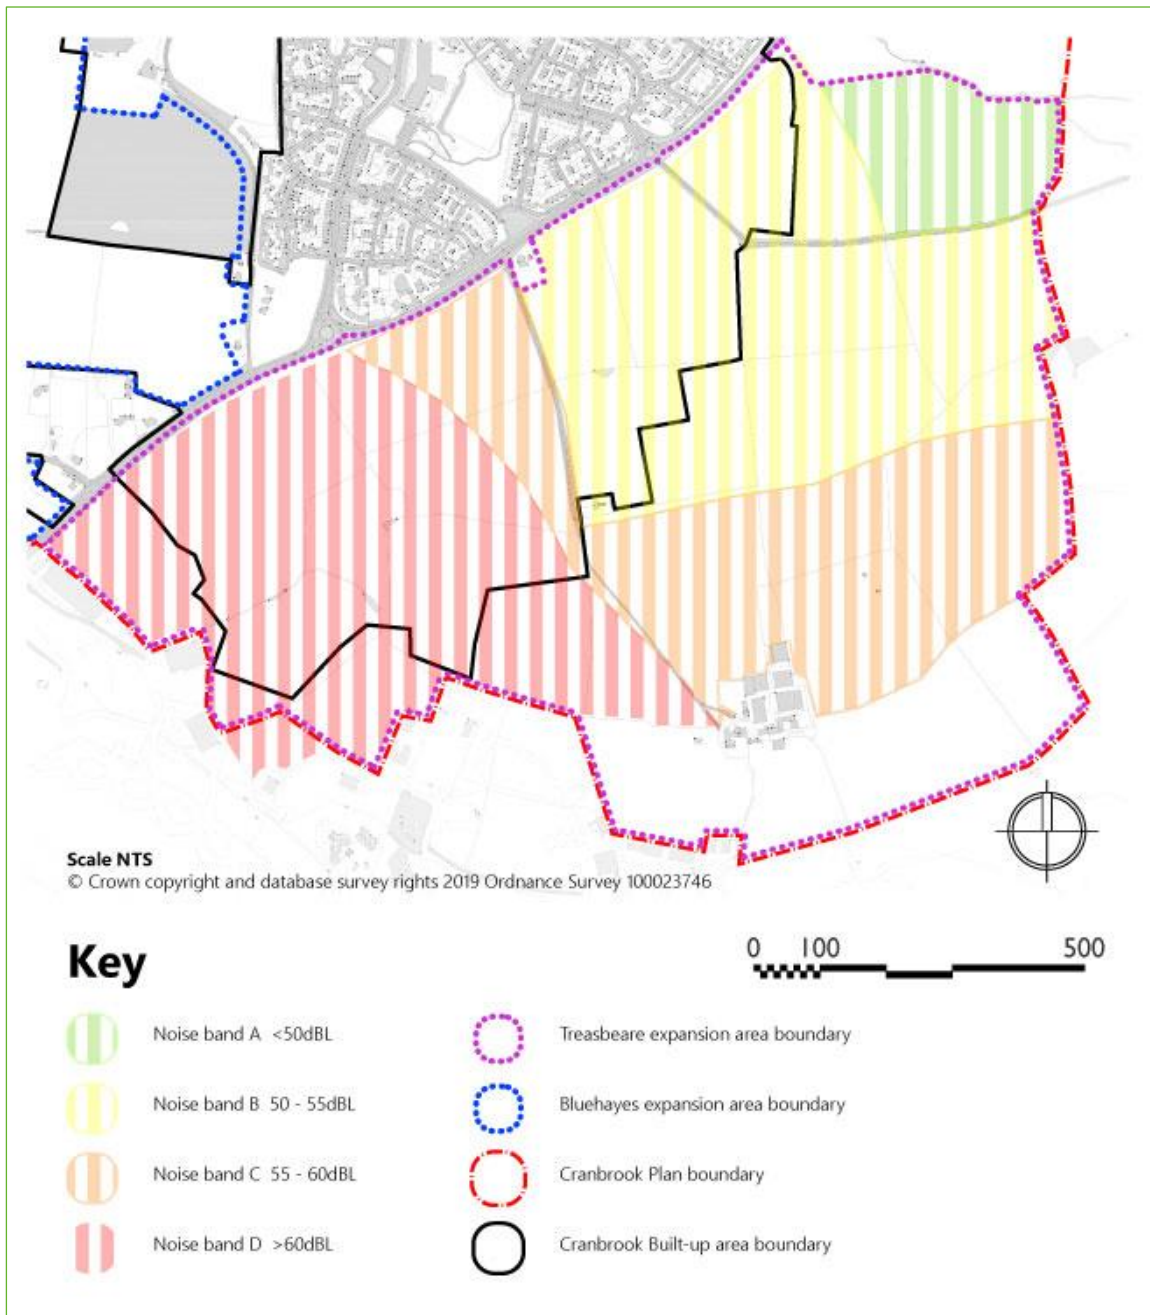 Scale NTS
© Crown copyright and database survey rights 2019 Ordnance Survey 100023746
Key
0 100 500
Noise band A <50dBL
Noise band B 50 - 55dBL
Noise band C 55 - 60dBL
Noise band D >60dBL
Treasbeare expansion area boundary
Bluehayes expansion area boundary
Cranbrook Plan boundary
Cranbrook Built-up area boundary